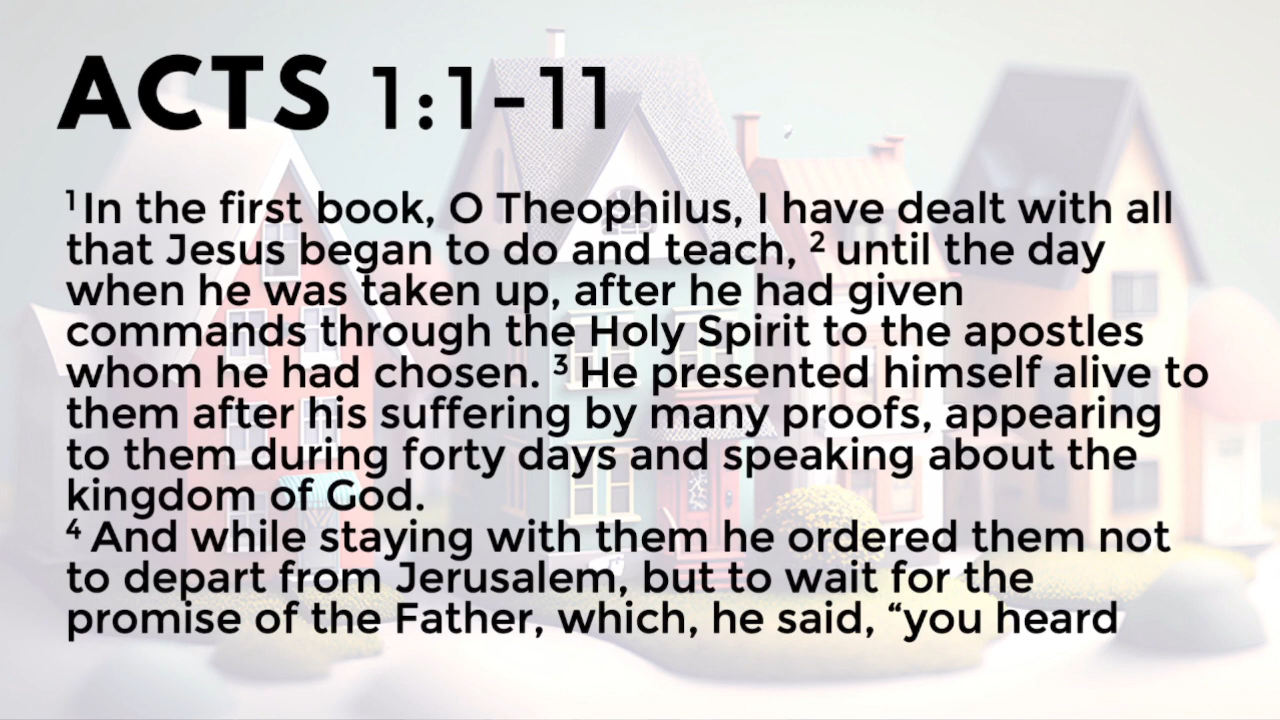 ACTS 1:1-11
¹ In the first book, O Theophilus, I have dealt with all
that Jesus began to do and teach, ² until the day
when he was taken up, after he had given
commands through the Holy Spirit to the apostles
whom he had chosen. ³ He presented himself alive to
them after his suffering by many proofs, appearing
to them during forty days and speaking about the
kingdom of God.
⁴ And while staying with them he ordered them not
to depart from Jerusalem, but to wait for the
promise of the Father, which, he said, “you heard